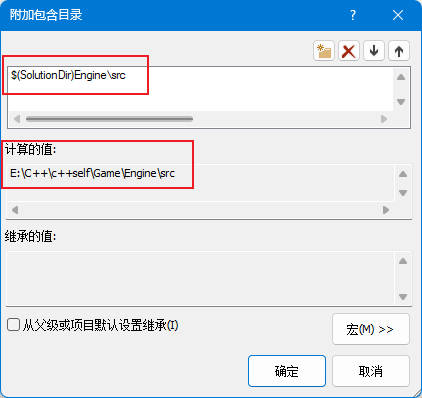 附加包含目录
$(SolutionDir)Engine\src
计算的值:
E:\C++\c++self\Game\Engine\src
继承的值:
从父级或项目默认设置继承(I)
宏(M) >>
确定
取消